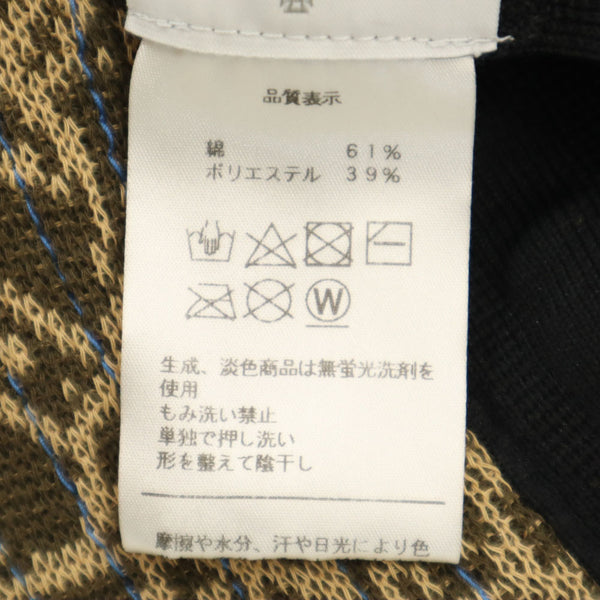 品質表示
綿 61%
ポリエステル 39%
W
生成、淡色商品は無蛍光洗剤を
使用
もみ洗い禁止
単独で押し洗い
形を整えて陰干し
摩擦や水分、汗や日光により色